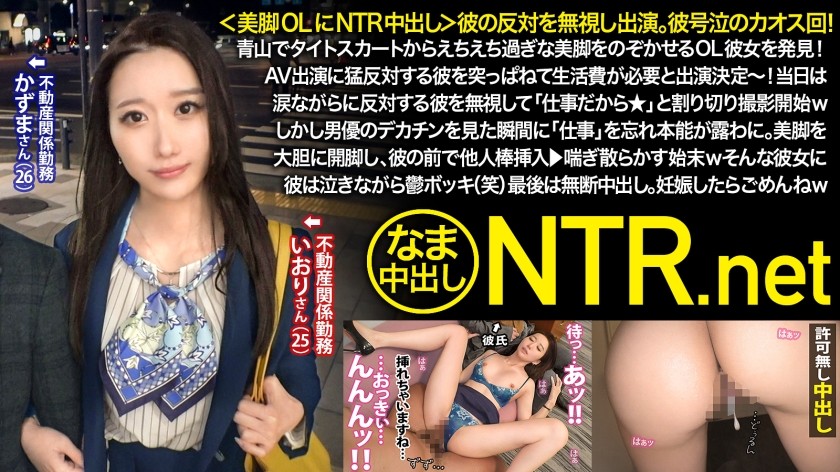 <美脚OLにNTR中出し>彼の反対を無視し出演。彼号泣のカオス回!
青山でタイトスカートからえちえち過ぎな美脚をのぞかせるOL彼女を発見!
AV出演に猛反対する彼を突っぱねて生活費が必要と出演決定~!当日は
涙ながらに反対する彼を無視して「仕事だから★」と割り切り撮影開始w
しかし男優のデカチンを見た瞬間に「仕事」を忘れ本能が露わに。美脚を
大胆に開脚し、彼の前で他人棒挿入▶喘ぎ散らかす始末wそんな彼女に
彼は泣きながら鬱ボッキ(笑)最後は無断中出し。妊娠したらごめんねw
不動産関係勤務
かずまさん(26)
不動産関係勤務
いおりさん(25)
なま
中出し
NTR.net
彼氏
待っ…あッ!!
はぁ
はぁ
挿れちゃいますね…
…おっきぃ…
んんんッ!!
ずず…
許可無し中出し
はぁッ
はぁッ